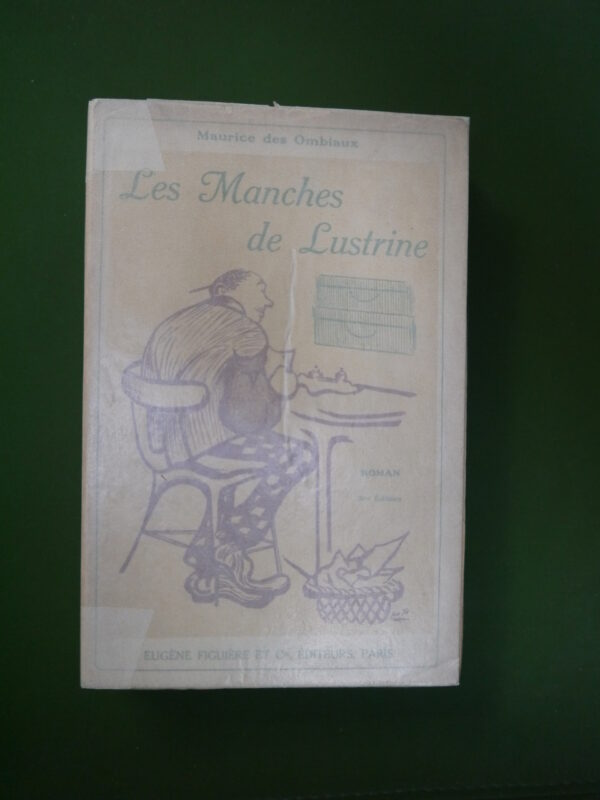 Maurice des Ombiaux
Les Manches
de Lustrine
ROMAN
EUGÈNE FIGUIÈRE ET Cie, ÉDITEURS, PARIS